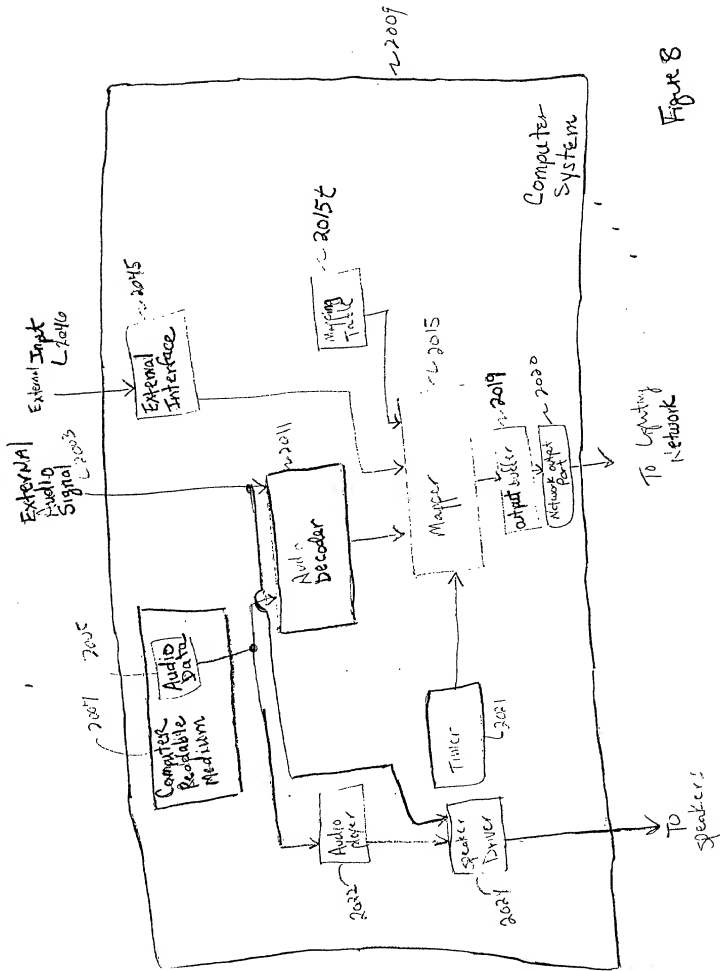 External Input
2046
EXTERNAL
Audio
Signal
2003
External
Interface
2045
2007
2005
Computer
Readable
Medium
Audio
Data
Audio
Decoder
2011
Mapping
Table
2015t
Mapper
2015
2009
Audio
player
2022
Speaker
Driver
2024
Timer
2021
output buffer
2019
Network output
Port
2020
Computer
System
To
Speakers
To Lighting
Network
Figure 8